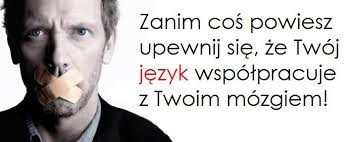 Zanim coś powiesz
upewnij się, że Twój
język współpracuje
z Twoim mózgiem!